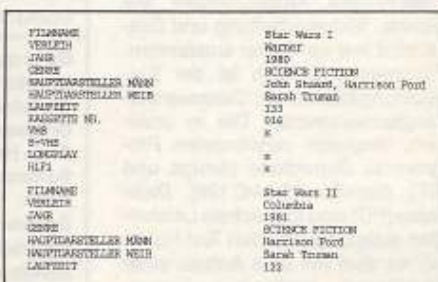 FILMNAME Star Wars I
VERLEIH Warner
JAHR 1980
GENRE SCIENCE FICTION
HAUPTDARSTELLER MÄNN John Stuard, Harrison Ford
HAUPTDARSTELLER WEIB Sarah Truman
LAUFZEIT 133
KASSETTE NR. 016
VHS x
S-VHS
LONGPLAY x
HIFI x
FILMNAME Star Wars II
VERLEIH Columbia
JAHR 1981
GENRE SCIENCE FICTION
HAUPTDARSTELLER MÄNN Harrison Ford
HAUPTDARSTELLER WEIB Sarah Truman
LAUFZEIT 122